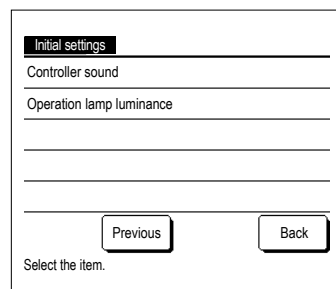 Initial settings
Controller sound
Operation lamp luminance
Previous Back
Select the item.